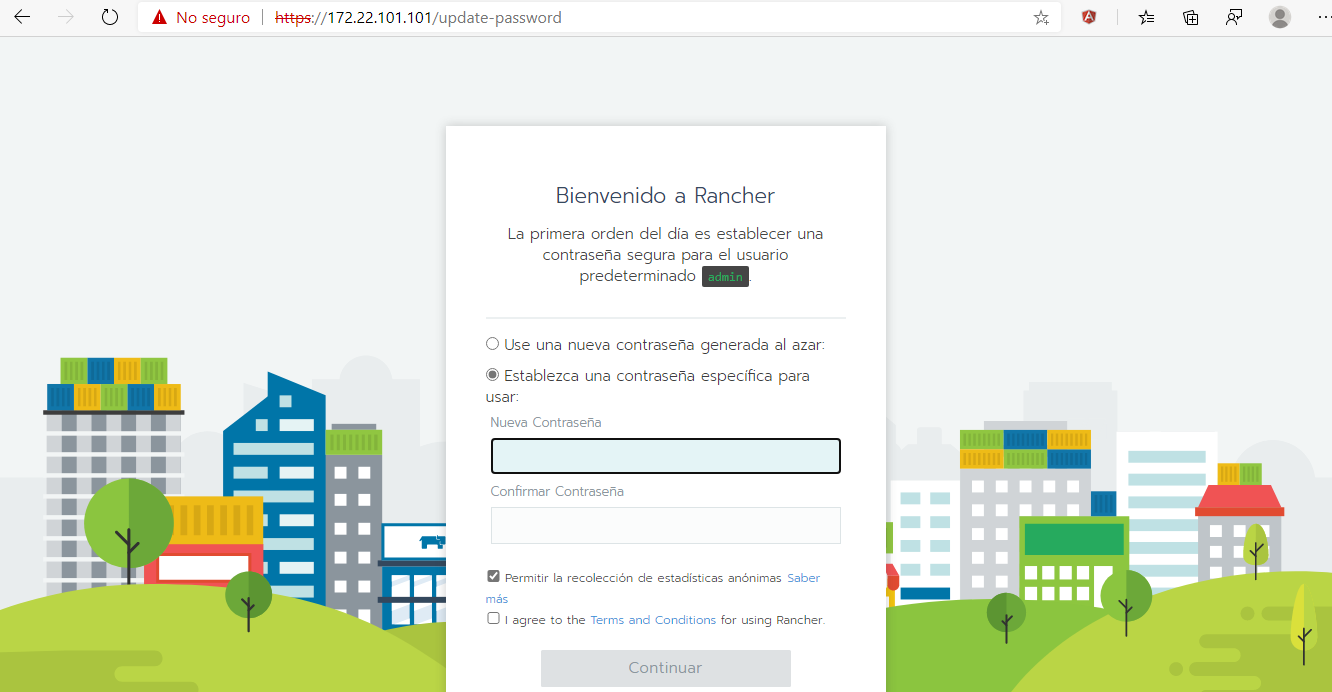 No seguro https://172.22.101.101/update-password
Bienvenido a Rancher
La primera orden del día es establecer una
contraseña segura para el usuario
predeterminado admin.
Use una nueva contraseña generada al azar:
Establezca una contraseña específica para
usar:
Nueva Contraseña
Confirmar Contraseña
Permitir la recolección de estadísticas anónimas Saber
más
I agree to the Terms and Conditions for using Rancher.
Continuar